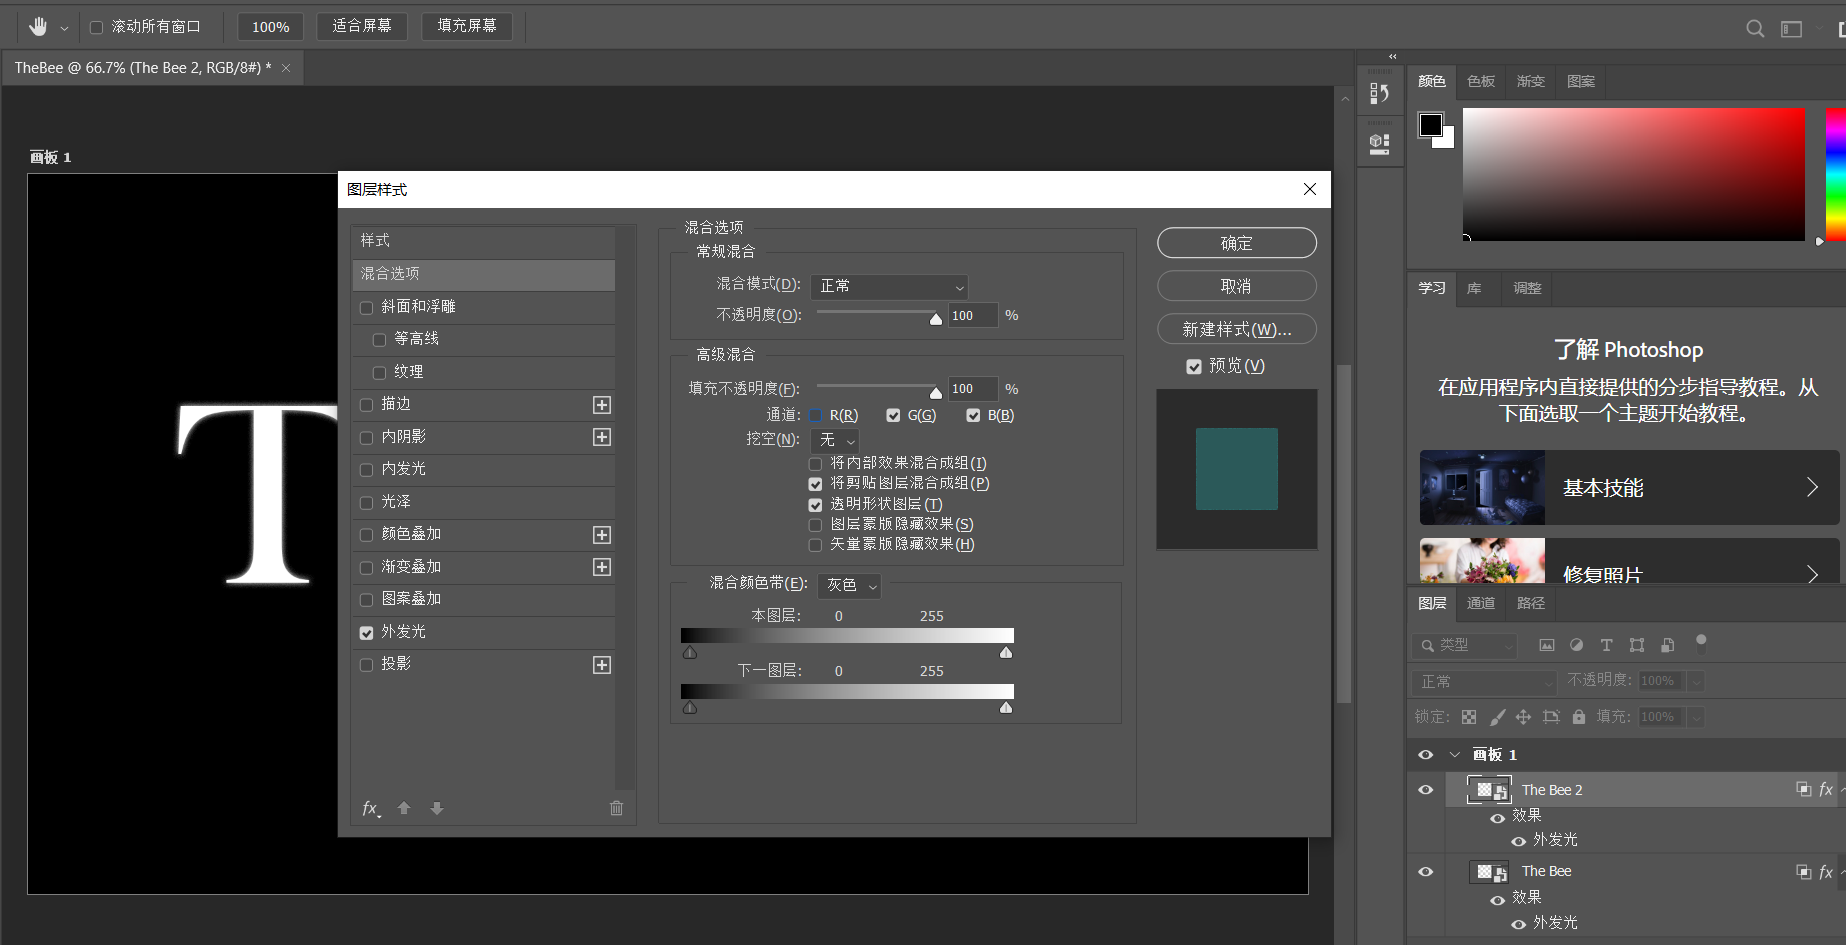 滚动所有窗口
100%
适合屏幕
填充屏幕
TheBee @ 66.7% (The Bee 2, RGB/8#) *
画板 1
T
图层样式
样式
混合选项
斜面和浮雕
等高线
纹理
描边
内阴影
内发光
光泽
颜色叠加
渐变叠加
图案叠加
外发光
投影
fx
混合选项
常规混合
混合模式(D): 正常
不透明度(O): 100 %
高级混合
填充不透明度(F): 100 %
通道: R(R) G(G) B(B)
挖空(N): 无
将内部效果混合成组(I)
将剪贴图层混合成组(P)
透明形状图层(T)
图层蒙版隐藏效果(S)
矢量蒙版隐藏效果(H)
混合颜色带(E): 灰色
本图层: 0 255
下一图层: 0 255
确定
取消
新建样式(W)...
预览(V)
颜色 色板 渐变 图案
学习 库 调整
了解 Photoshop
在应用程序内直接提供的分步指导教程。从
下面选取一个主题开始教程。
基本技能
修复照片
图层 通道 路径
类型
正常 不透明度: 100%
锁定: 填充: 100%
画板 1
The Bee 2 fx
效果
外发光
The Bee fx
效果
外发光